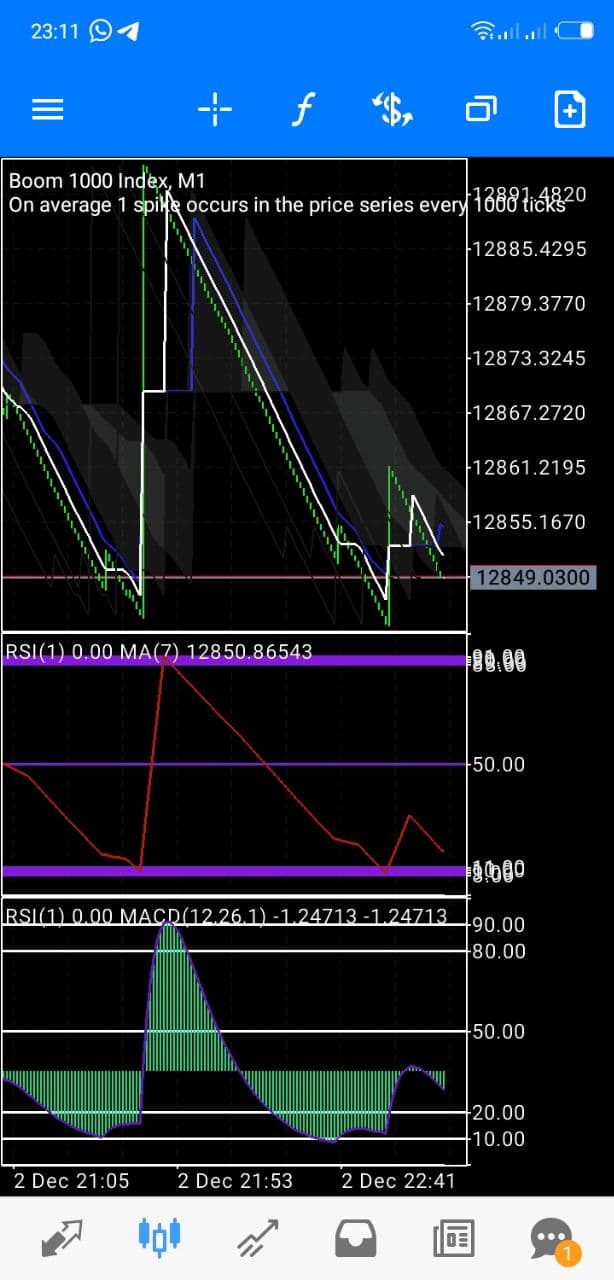 23:11
Boom 1000 Index, M1
On average 1 spike occurs in the price series every 1000 ticks
12891.4820
12885.4295
12879.3770
12873.3245
12867.2720
12861.2195
12855.1670
12849.0300
RSI(1) 0.00 MA(7) 12850.86543
50.00
RSI(1) 0.00 MACD(12,26,1) -1.24713 -1.24713
90.00
80.00
50.00
20.00
10.00
2 Dec 21:05
2 Dec 21:53
2 Dec 22:41
1